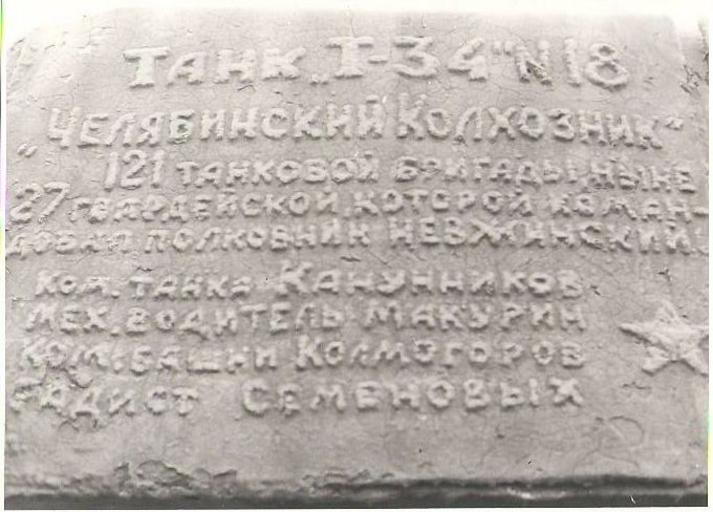 ТАНК „Т-34" N 18
„ЧЕЛЯБИНСКИЙ КОЛХОЗНИК"
121 ТАНКОВОЙ БРИГАДЫ, НЫНЕ
27 ГВАРДЕЙСКОЙ, КОТОРОЙ КОМАН-
ДОВАЛ ПОЛКОВНИК НЕВЖИНСКИЙ.
КОМ. ТАНКА КАНУННИКОВ
МЕХ. ВОДИТЕЛЬ МАКУРИН
КОМ. БАШНИ КОЛМОГОРОВ
РАДИСТ СЕМЕНОВЫХ